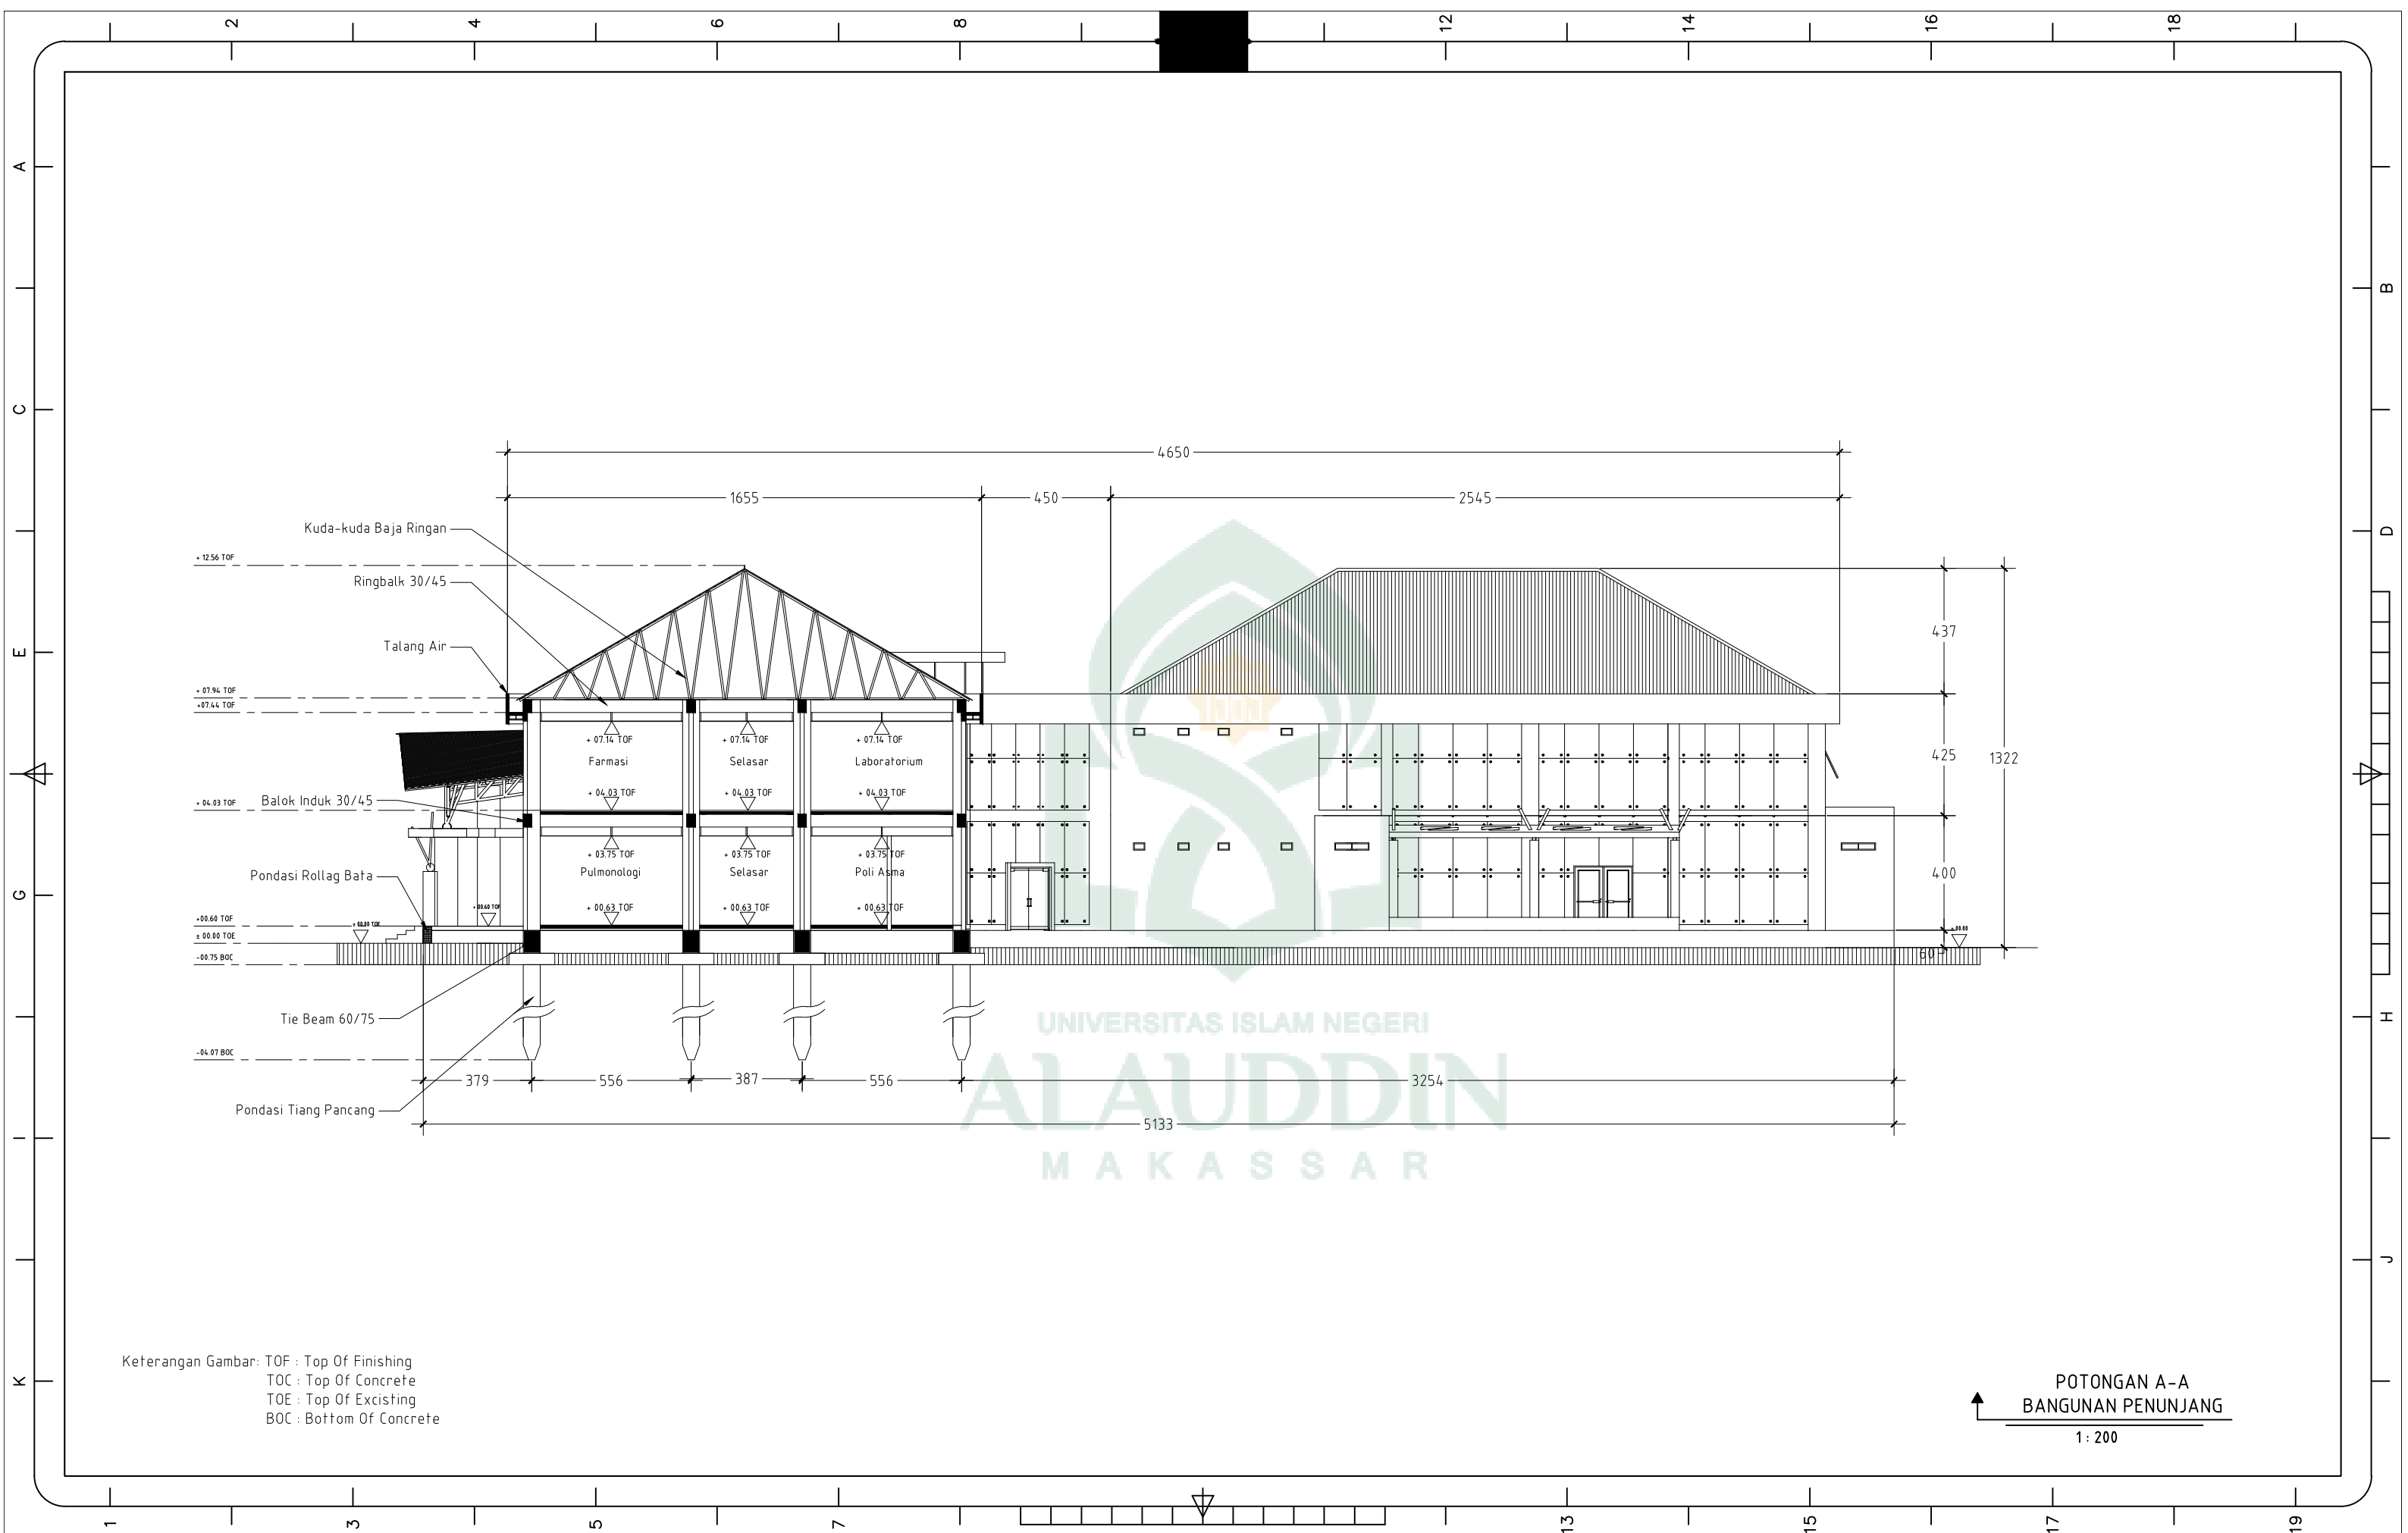 2
4
6
8
12
14
16
18
A
B
C
D
E
G
H
I
J
K
4650
1655
450
2545
Kuda-kuda Baja Ringan
+ 12.56 TOF
Ringbalk 30/45
437
Talang Air
+ 07.94 TOF
+07.44 TOF
+ 07.14 TOF
+ 07.14 TOF
+ 07.14 TOF
Farmasi
Selasar
Laboratorium
425
1322
+ 04.03 TOF
Balok Induk 30/45
+ 04.03 TOF
+ 04.03 TOF
+ 04.03 TOF
+ 03.75 TOF
+ 03.75 TOF
+ 03.75 TOF
Pondasi Rollag Bata
Pulmonologi
Selasar
Poli Asma
400
+ 00.60 TOF
+ 00.63 TOF
+ 00.63 TOF
+ 00.63 TOF
+00.60 TOF
+ 00.00 TOE
± 00.00 TOE
60
-00.75 BOC
Tie Beam 60/75
UNIVERSITAS ISLAM NEGERI
ALAUDDIN
MAKASSAR
-04.07 BOC
379
556
387
556
3254
Pondasi Tiang Pancang
5133
Keterangan Gambar: TOF : Top Of Finishing
TOC : Top Of Concrete
TOE : Top Of Excisting
BOC : Bottom Of Concrete
POTONGAN A-A
BANGUNAN PENUNJANG
1 : 200
1
3
5
7
13
15
17
19